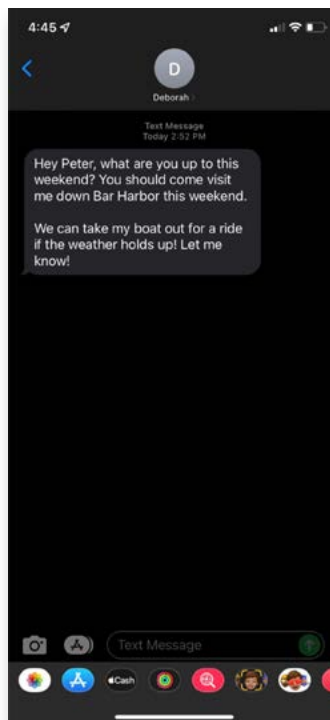 4:45
D
Deborah
Text Message
Today 2:52 PM
Hey Peter, what are you up to this
weekend? You should come visit
me down Bar Harbor this weekend.
We can take my boat out for a ride
if the weather holds up! Let me
know!
Text Message
Cash